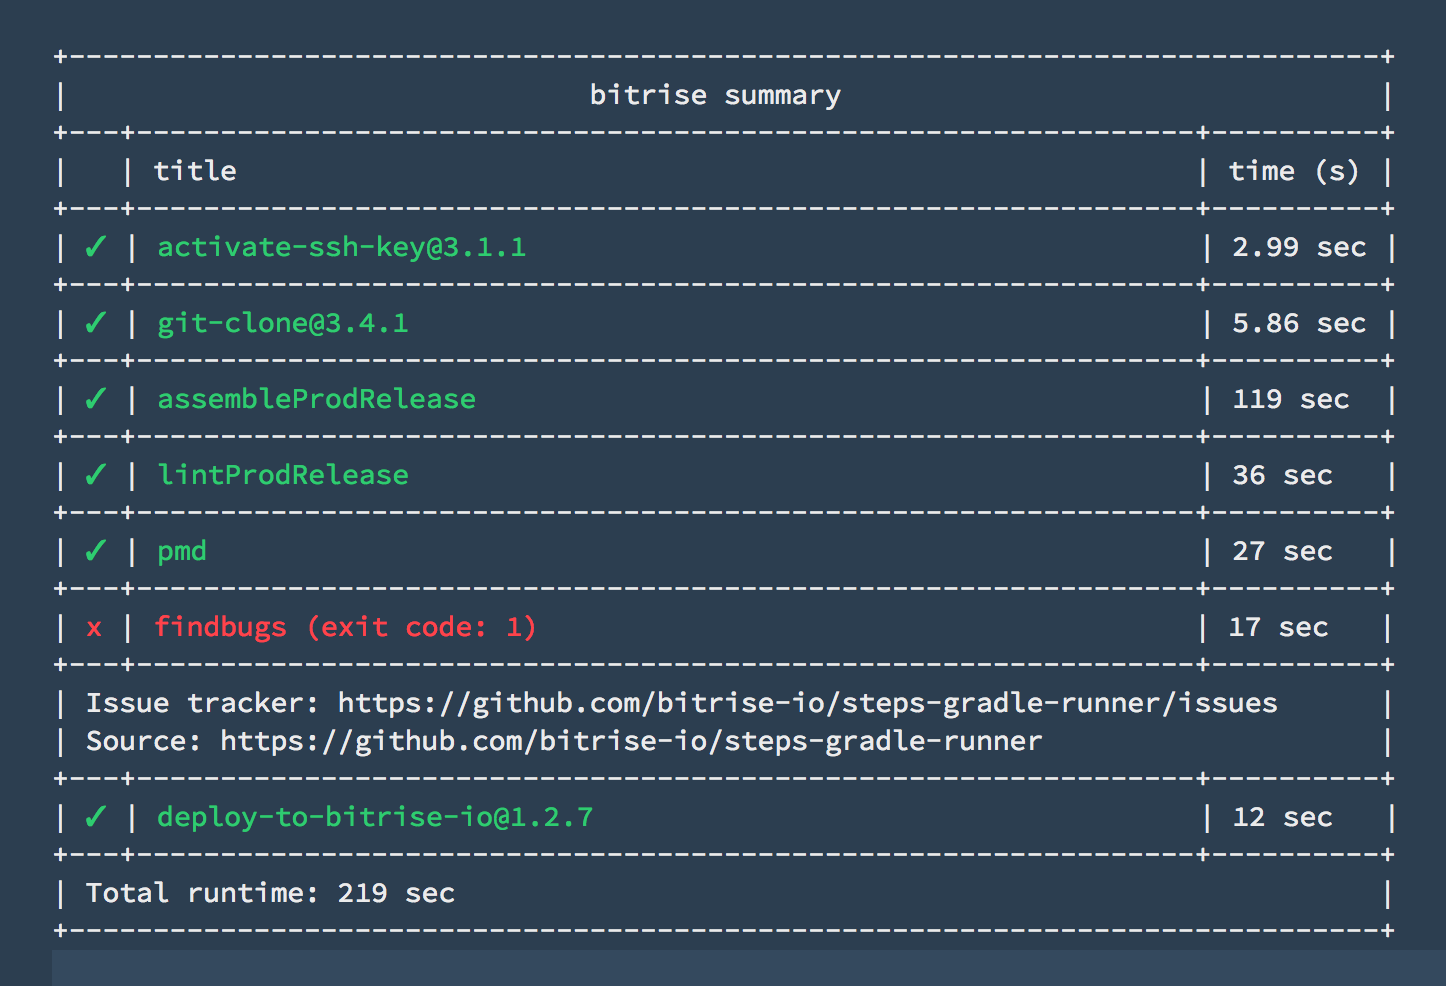 +------------------------------------------------------------------------------+
|                               bitrise summary                                |
+---+---------------------------------------------------------------+----------+
|   | title                                                         | time (s) |
+---+---------------------------------------------------------------+----------+
| ✓ | activate-ssh-key@3.1.1                                        | 2.99 sec |
+---+---------------------------------------------------------------+----------+
| ✓ | git-clone@3.4.1                                               | 5.86 sec |
+---+---------------------------------------------------------------+----------+
| ✓ | assembleProdRelease                                           | 119 sec  |
+---+---------------------------------------------------------------+----------+
| ✓ | lintProdRelease                                               | 36 sec   |
+---+---------------------------------------------------------------+----------+
| ✓ | pmd                                                           | 27 sec   |
+---+---------------------------------------------------------------+----------+
| x | findbugs (exit code: 1)                                       | 17 sec   |
+---+---------------------------------------------------------------+----------+
| Issue tracker: https://github.com/bitrise-io/steps-gradle-runner/issues      |
| Source: https://github.com/bitrise-io/steps-gradle-runner                    |
+---+---------------------------------------------------------------+----------+
| ✓ | deploy-to-bitrise-io@1.2.7                                    | 12 sec   |
+---+---------------------------------------------------------------+----------+
| Total runtime: 219 sec                                                       |
+------------------------------------------------------------------------------+